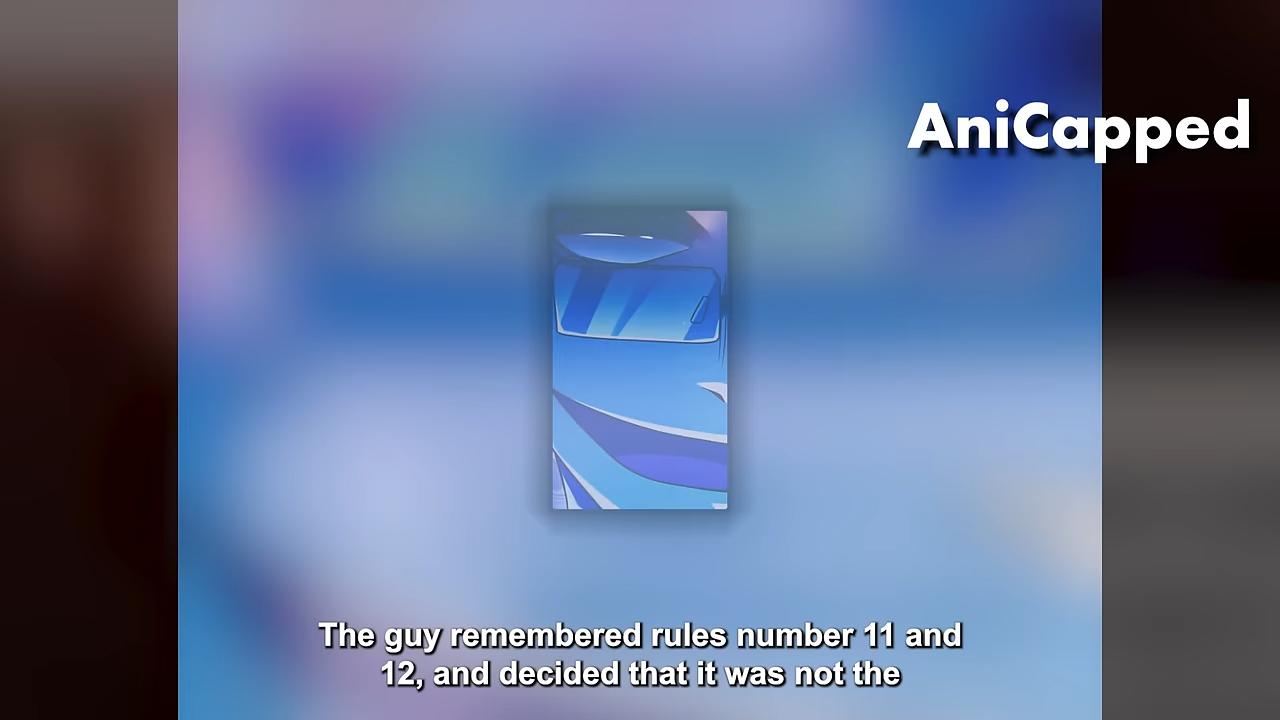 AniCapped
The guy remembered rules number 11 and
12, and decided that it was not the